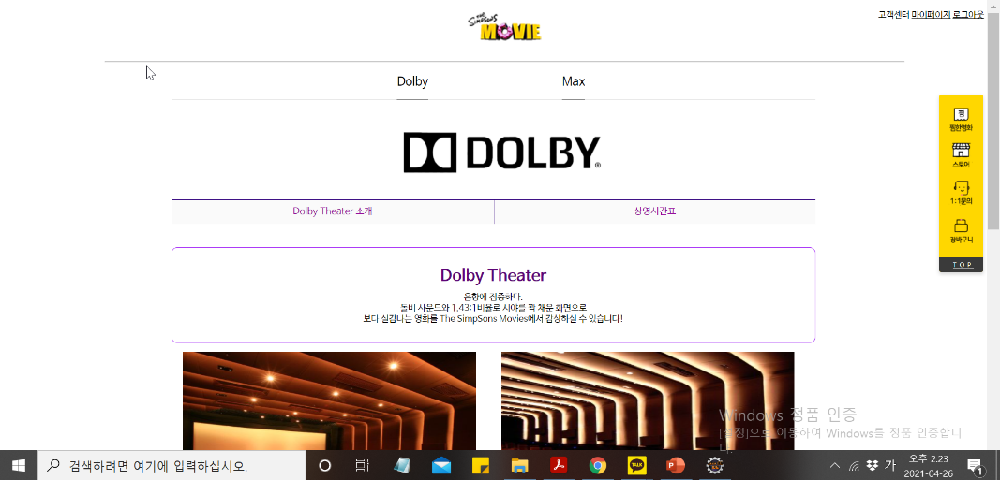 고객센터 마이페이지 로그아웃
the Simpsons
MOVIE
Dolby Max
DOLBY®
Dolby Theater 소개 상영시간표
찜
찜한영화
스토어
1:1문의
장바구니
TOP
Dolby Theater
음향에 집중하다.
돌비 사운드와 1.43:1비율로 시야를 꽉 채운 화면으로
보다 실감나는 영화를 The SimpSons Movies에서 감상하실 수 있습니다!
Windows 정품 인증
[설정]으로 이동하여 Windows를 정품 인증합니
다.
검색하려면 여기에 입력하십시오.
TALK
가
오후 2:23
2021-04-26
1